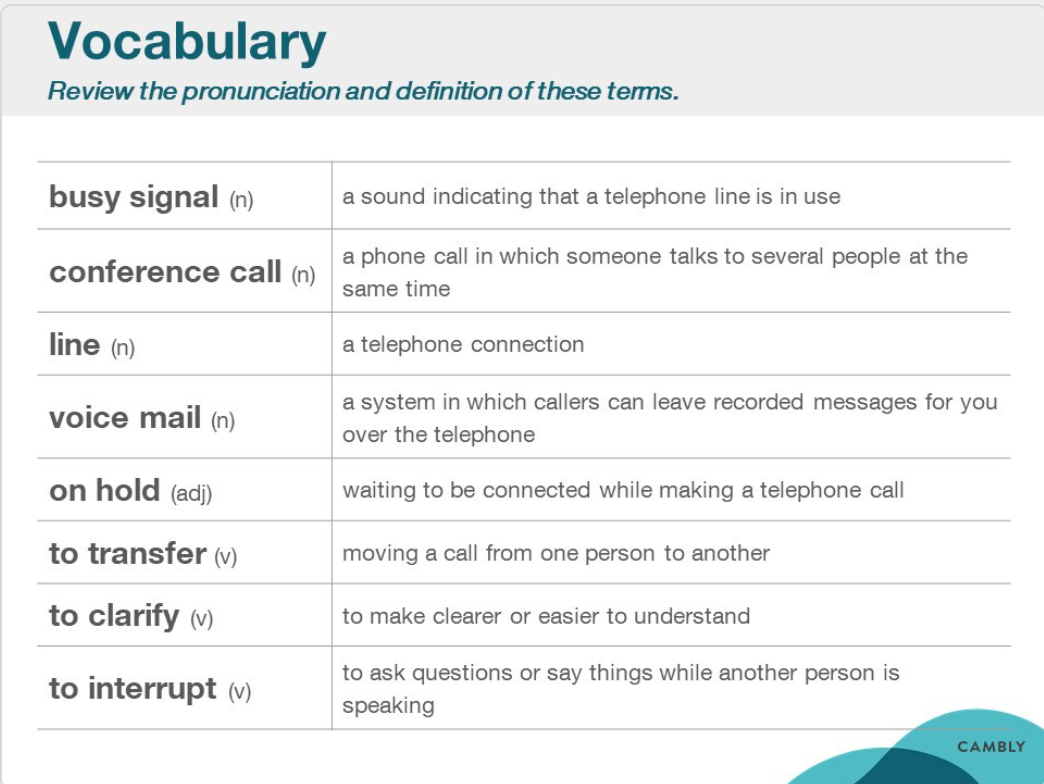 Vocabulary
Review the pronunciation and definition of these terms.
busy signal (n)
a sound indicating that a telephone line is in use
conference call (n)
a phone call in which someone talks to several people at the
same time
line (n)
a telephone connection
voice mail (n)
a system in which callers can leave recorded messages for you
over the telephone
on hold (adj)
waiting to be connected while making a telephone call
to transfer (v)
moving a call from one person to another
to clarify (v)
to make clearer or easier to understand
to interrupt (v)
to ask questions or say things while another person is
speaking
CAMBLY